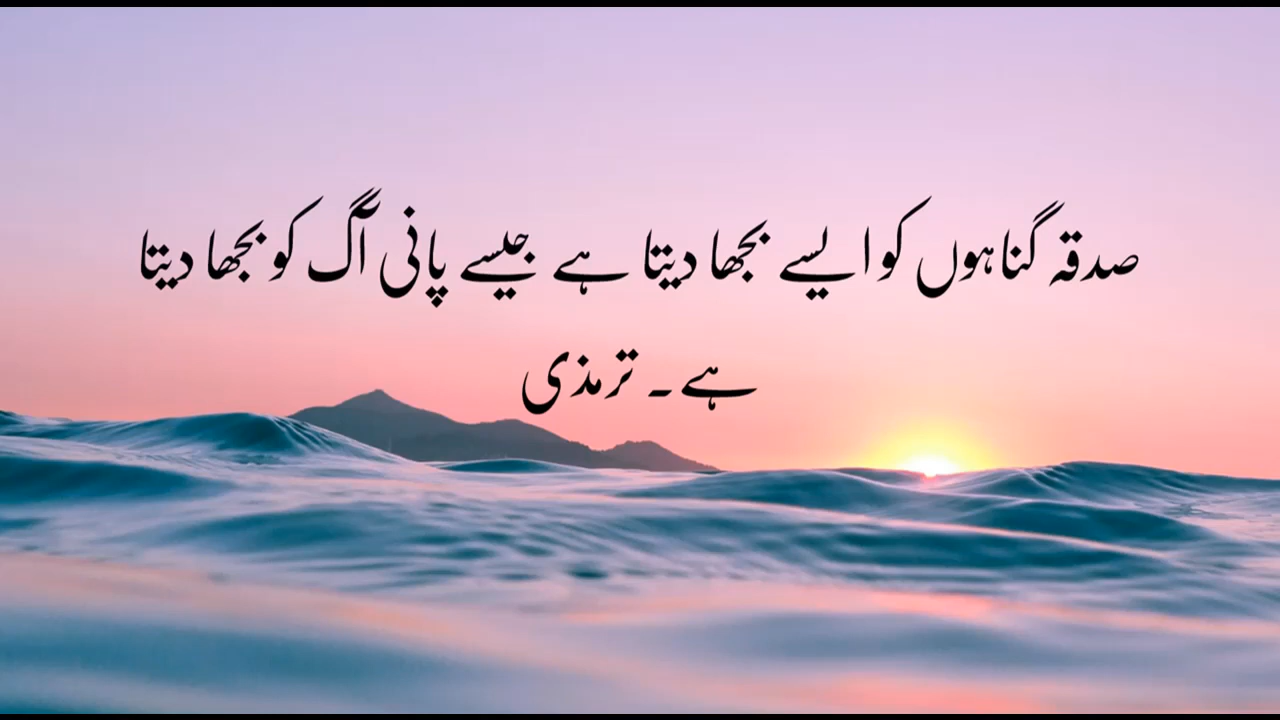 صدقہ گناہوں کو ایسے بجھا دیتا ہے جیسے پانی آگ کو بجھا دیتا
ہے۔ ترمذی